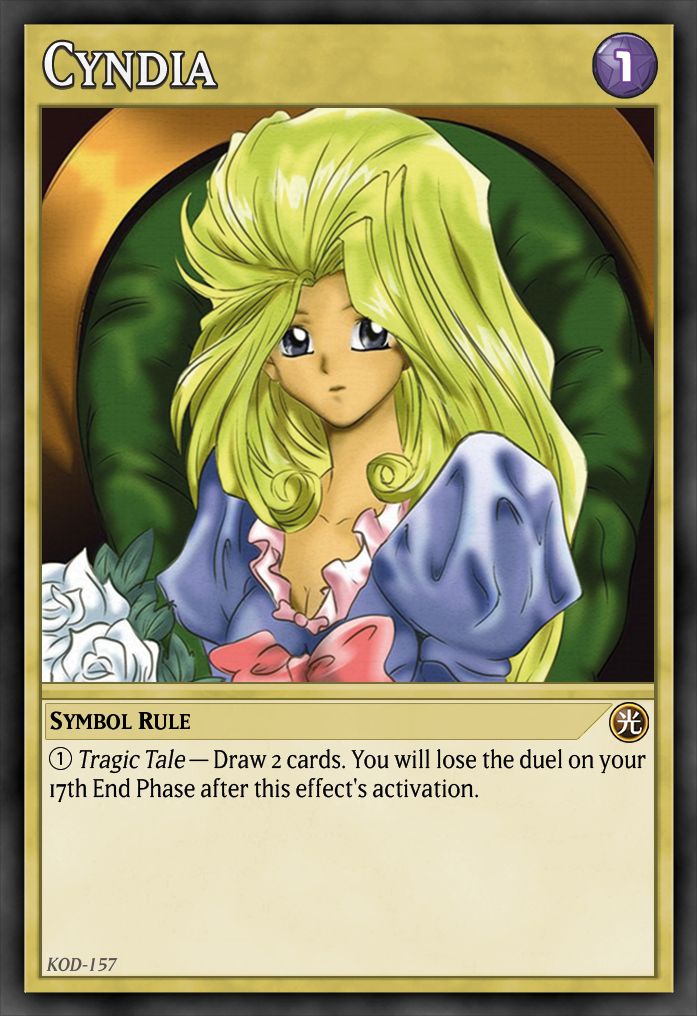 Cyndia
1
Symbol Rule
光
① Tragic Tale — Draw 2 cards. You will lose the duel on your
17th End Phase after this effect's activation.
KOD-157